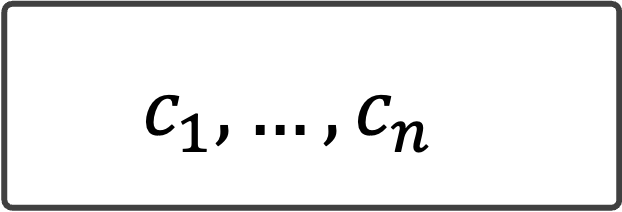 c₁, … , cₙ